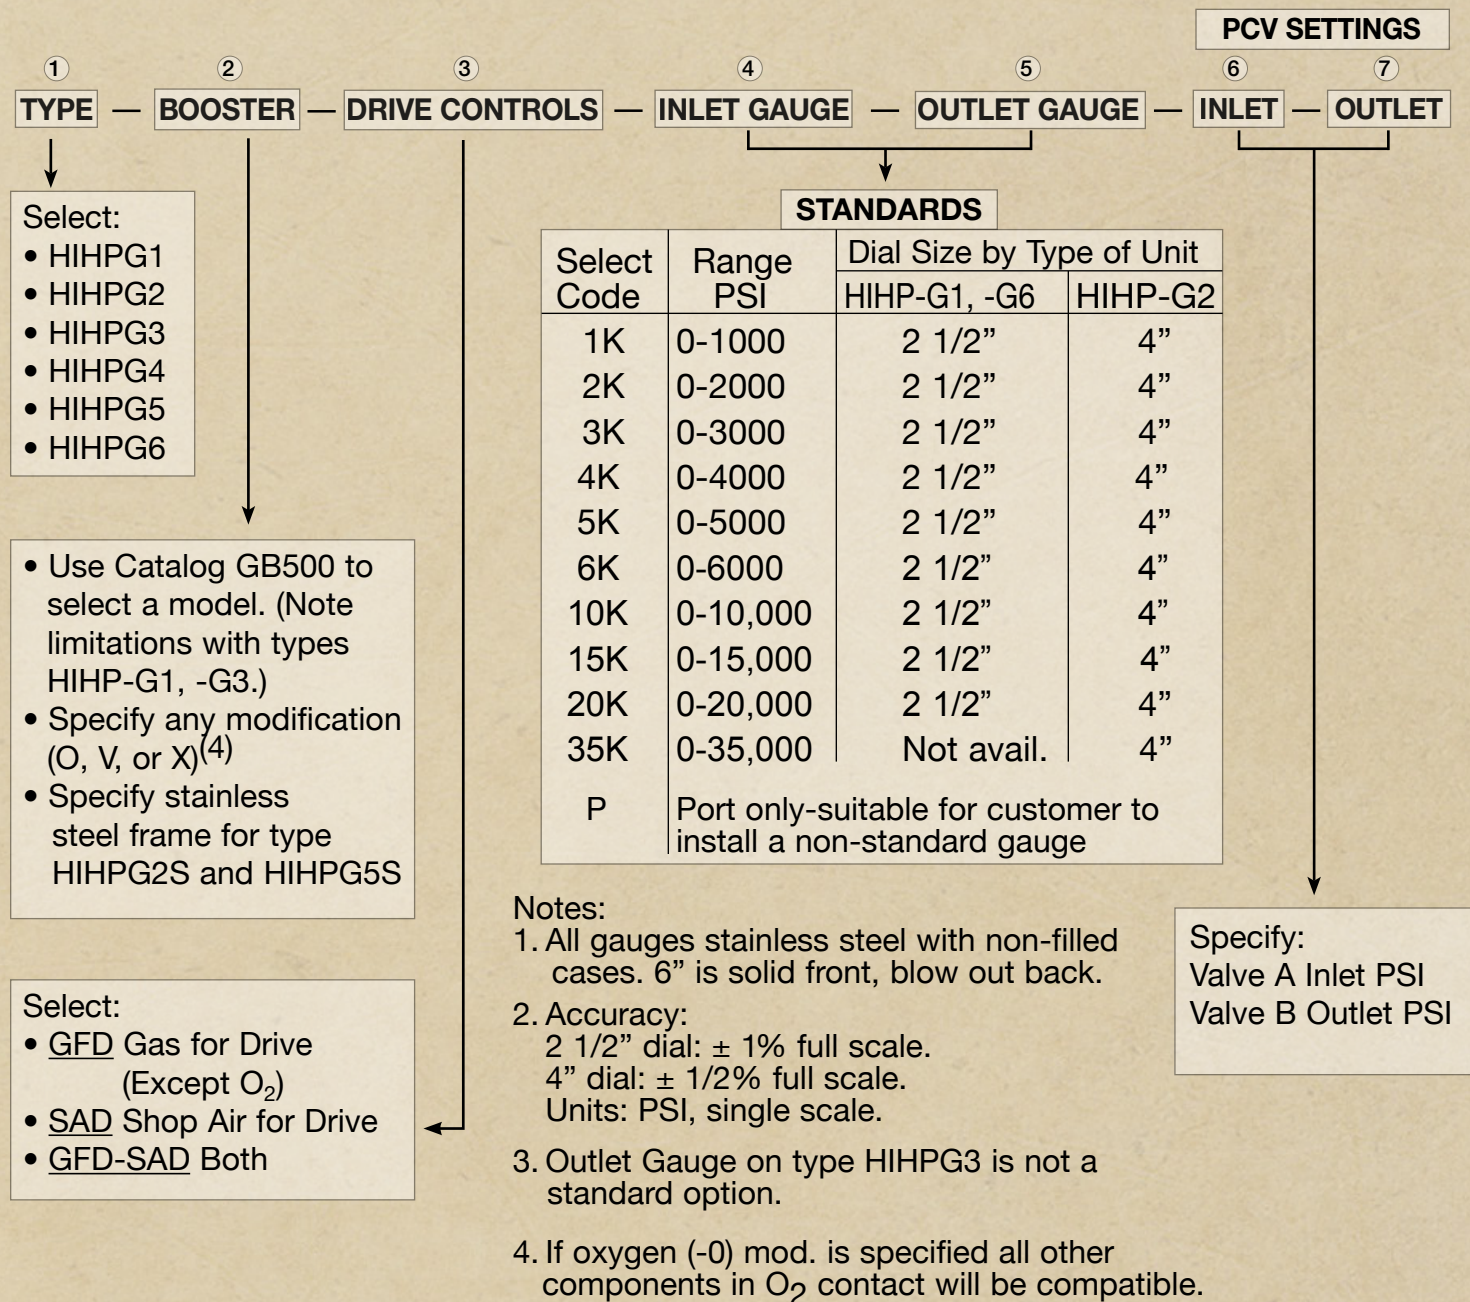 PCV SETTINGS
① ② ③ ④ ⑤ ⑥ ⑦
TYPE — BOOSTER — DRIVE CONTROLS — INLET GAUGE — OUTLET GAUGE — INLET — OUTLET
Select:
• HIHPG1
• HIHPG2
• HIHPG3
• HIHPG4
• HIHPG5
• HIHPG6
• Use Catalog GB500 to
select a model. (Note
limitations with types
HIHP-G1, -G3.)
• Specify any modification
(O, V, or X)(4)
• Specify stainless
steel frame for type
HIHPG2S and HIHPG5S
Select:
• GFD Gas for Drive
(Except O₂)
• SAD Shop Air for Drive
• GFD-SAD Both
STANDARDS
Select Code Range PSI Dial Size by Type of Unit
HIHP-G1, -G6 HIHP-G2
1K 0-1000 2 1/2” 4”
2K 0-2000 2 1/2” 4”
3K 0-3000 2 1/2” 4”
4K 0-4000 2 1/2” 4”
5K 0-5000 2 1/2” 4”
6K 0-6000 2 1/2” 4”
10K 0-10,000 2 1/2” 4”
15K 0-15,000 2 1/2” 4”
20K 0-20,000 2 1/2” 4”
35K 0-35,000 Not avail. 4”
P Port only-suitable for customer to
install a non-standard gauge
Notes:
1. All gauges stainless steel with non-filled
cases. 6” is solid front, blow out back.
2. Accuracy:
2 1/2” dial: ± 1% full scale.
4” dial: ± 1/2% full scale.
Units: PSI, single scale.
3. Outlet Gauge on type HIHPG3 is not a
standard option.
4. If oxygen (-0) mod. is specified all other
components in O₂ contact will be compatible.
Specify:
Valve A Inlet PSI
Valve B Outlet PSI